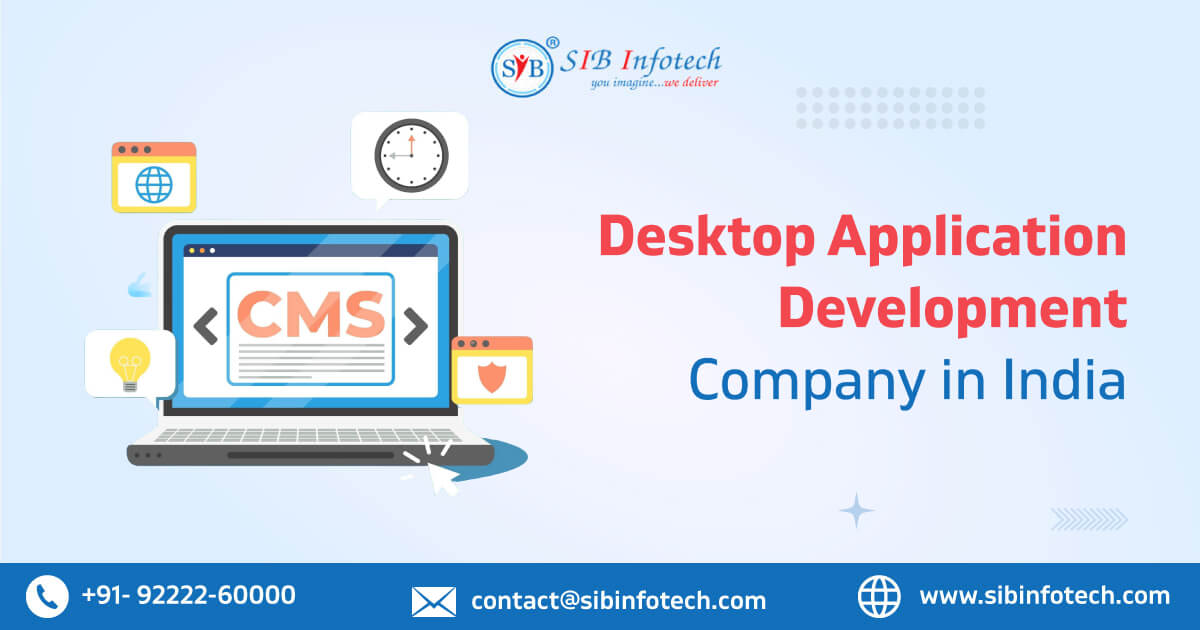 SYB
®
SIB Infotech
you imagine...we deliver
Desktop Application
Development
Company in India
CMS
+91- 92222-60000
contact@sibinfotech.com
www.sibinfotech.com